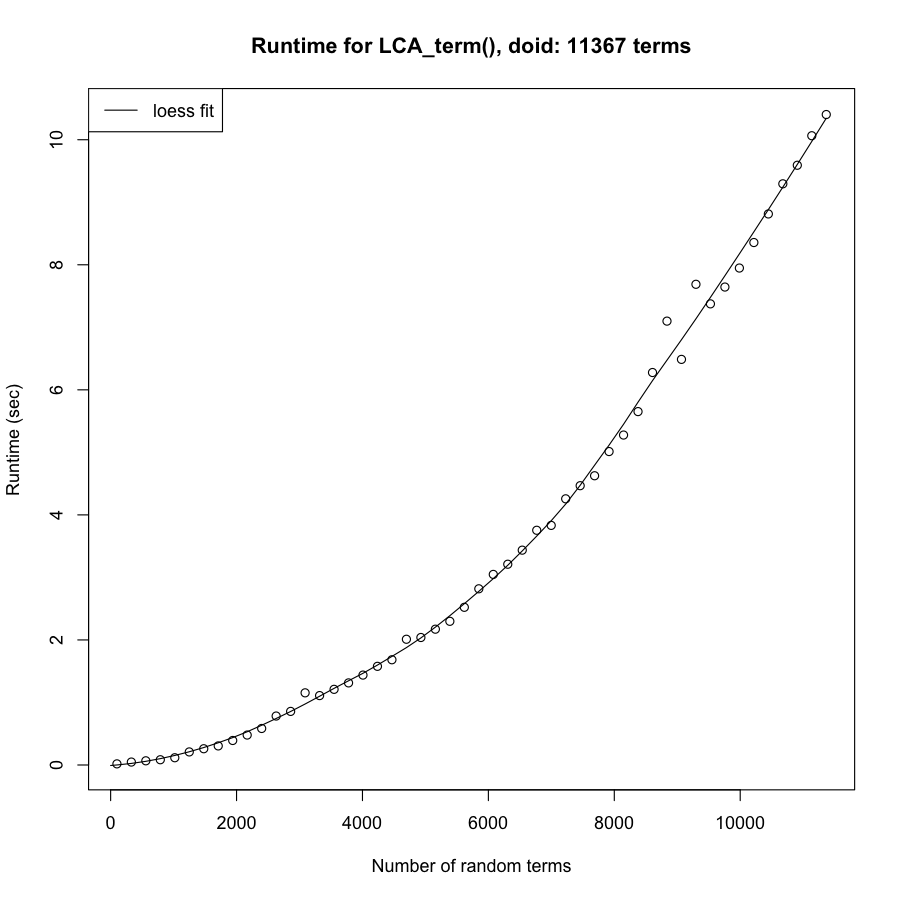 Runtime for LCA_term(), doid: 11367 terms
loess fit
10
8
6
4
2
0
Runtime (sec)
0 2000 4000 6000 8000 10000
Number of random terms